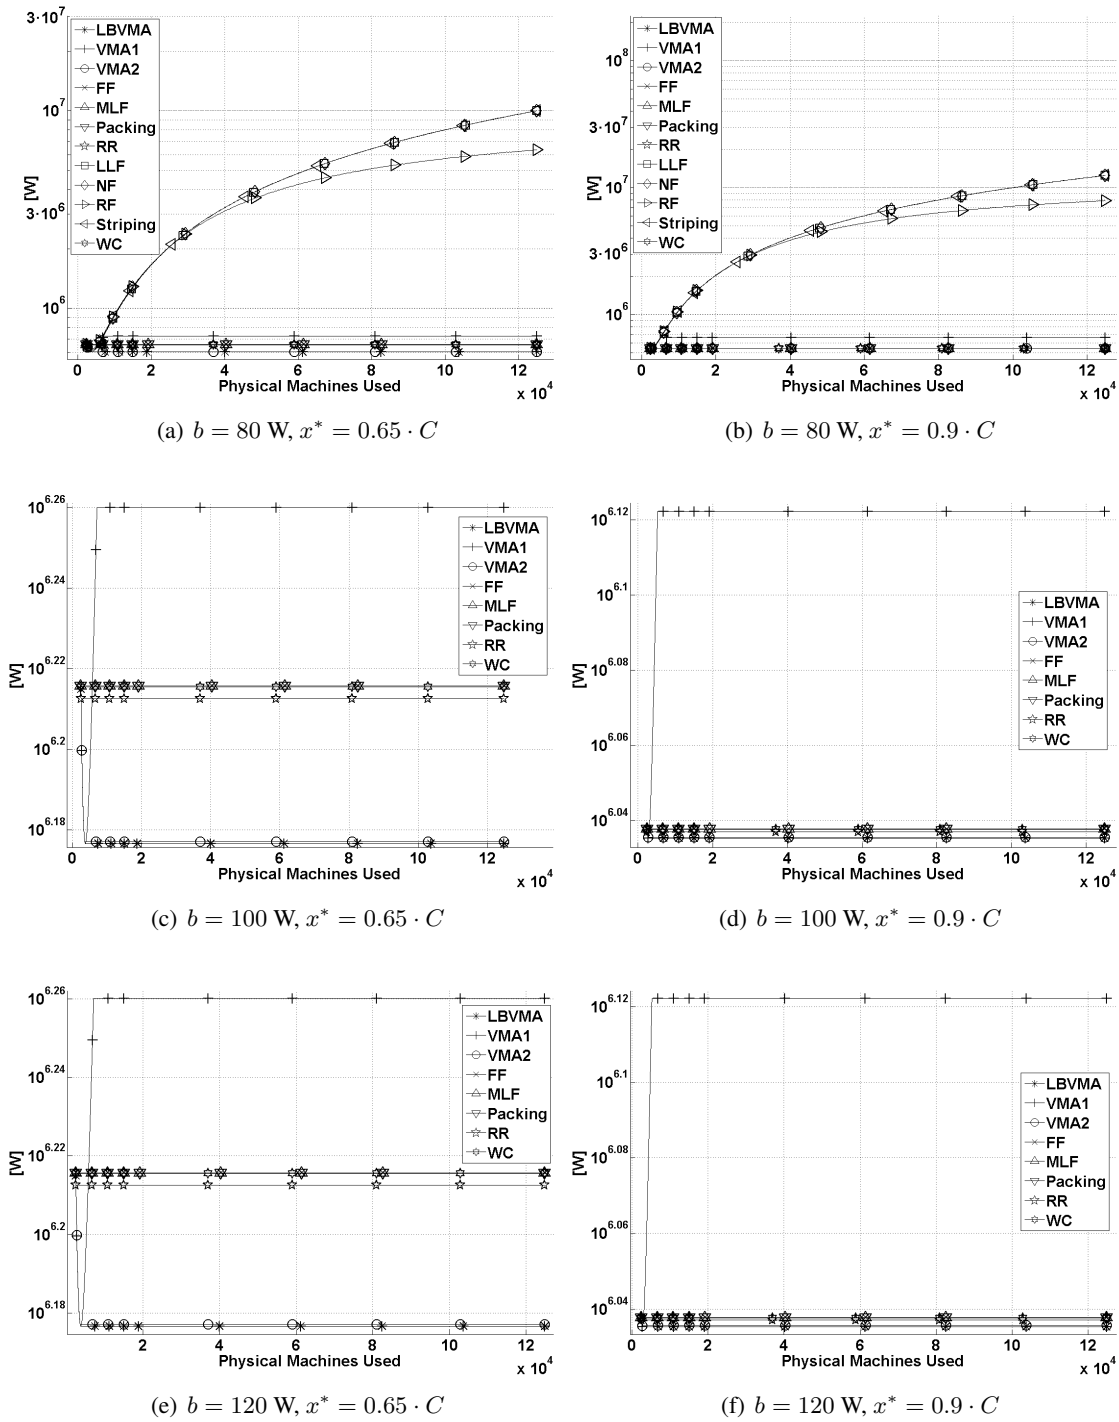 3·10^7
10^7
3·10^6
10^6
[W]
LBVMA
VMA1
VMA2
FF
MLF
Packing
RR
LLF
NF
RF
Striping
WC
0 2 4 6 8 10 12
Physical Machines Used
x 10^4
(a) b = 80 W, x* = 0.65 · C
10^8
3·10^7
10^7
3·10^6
10^6
[W]
LBVMA
VMA1
VMA2
FF
MLF
Packing
RR
LLF
NF
RF
Striping
WC
0 2 4 6 8 10 12
Physical Machines Used
x 10^4
(b) b = 80 W, x* = 0.9 · C
10^6.26
10^6.24
10^6.22
10^6.2
10^6.18
[W]
LBVMA
VMA1
VMA2
FF
MLF
Packing
RR
WC
0 2 4 6 8 10 12
Physical Machines Used
x 10^4
(c) b = 100 W, x* = 0.65 · C
10^6.12
10^6.1
10^6.08
10^6.06
10^6.04
[W]
LBVMA
VMA1
VMA2
FF
MLF
Packing
RR
WC
0 2 4 6 8 10 12
Physical Machines Used
x 10^4
(d) b = 100 W, x* = 0.9 · C
10^6.26
10^6.24
10^6.22
10^6.2
10^6.18
[W]
LBVMA
VMA1
VMA2
FF
MLF
Packing
RR
WC
0 2 4 6 8 10 12
Physical Machines Used
x 10^4
(e) b = 120 W, x* = 0.65 · C
10^6.12
10^6.1
10^6.08
10^6.06
10^6.04
[W]
LBVMA
VMA1
VMA2
FF
MLF
Packing
RR
WC
0 2 4 6 8 10 12
Physical Machines Used
x 10^4
(f) b = 120 W, x* = 0.9 · C